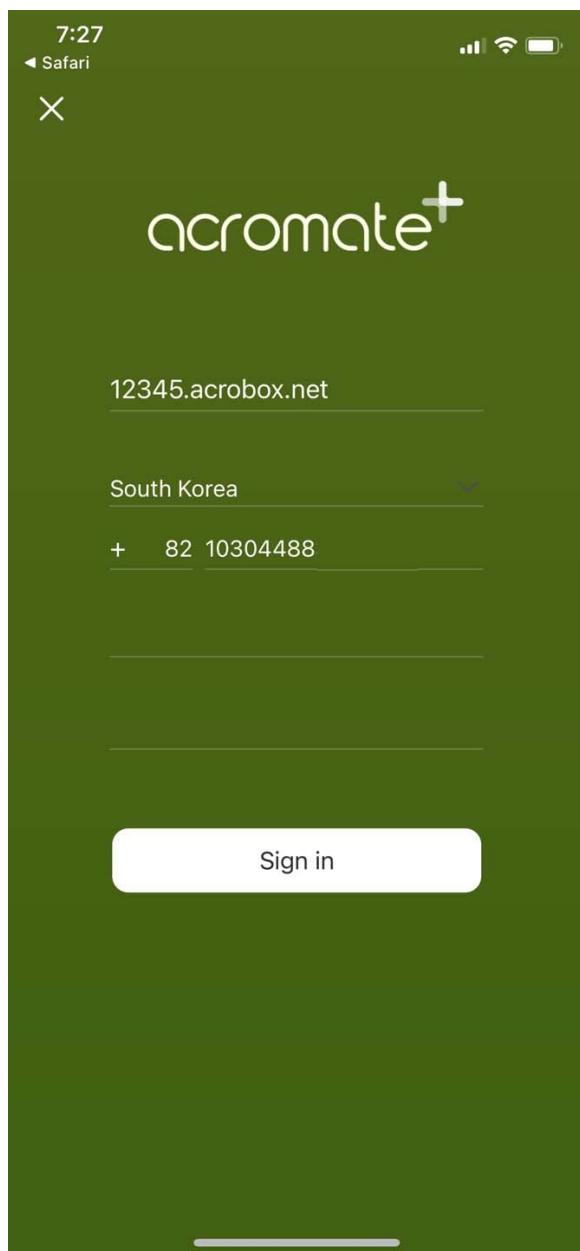 7:27
◀ Safari
acromate+
12345.acrobox.net
South Korea
+ 82 10304488
Sign in